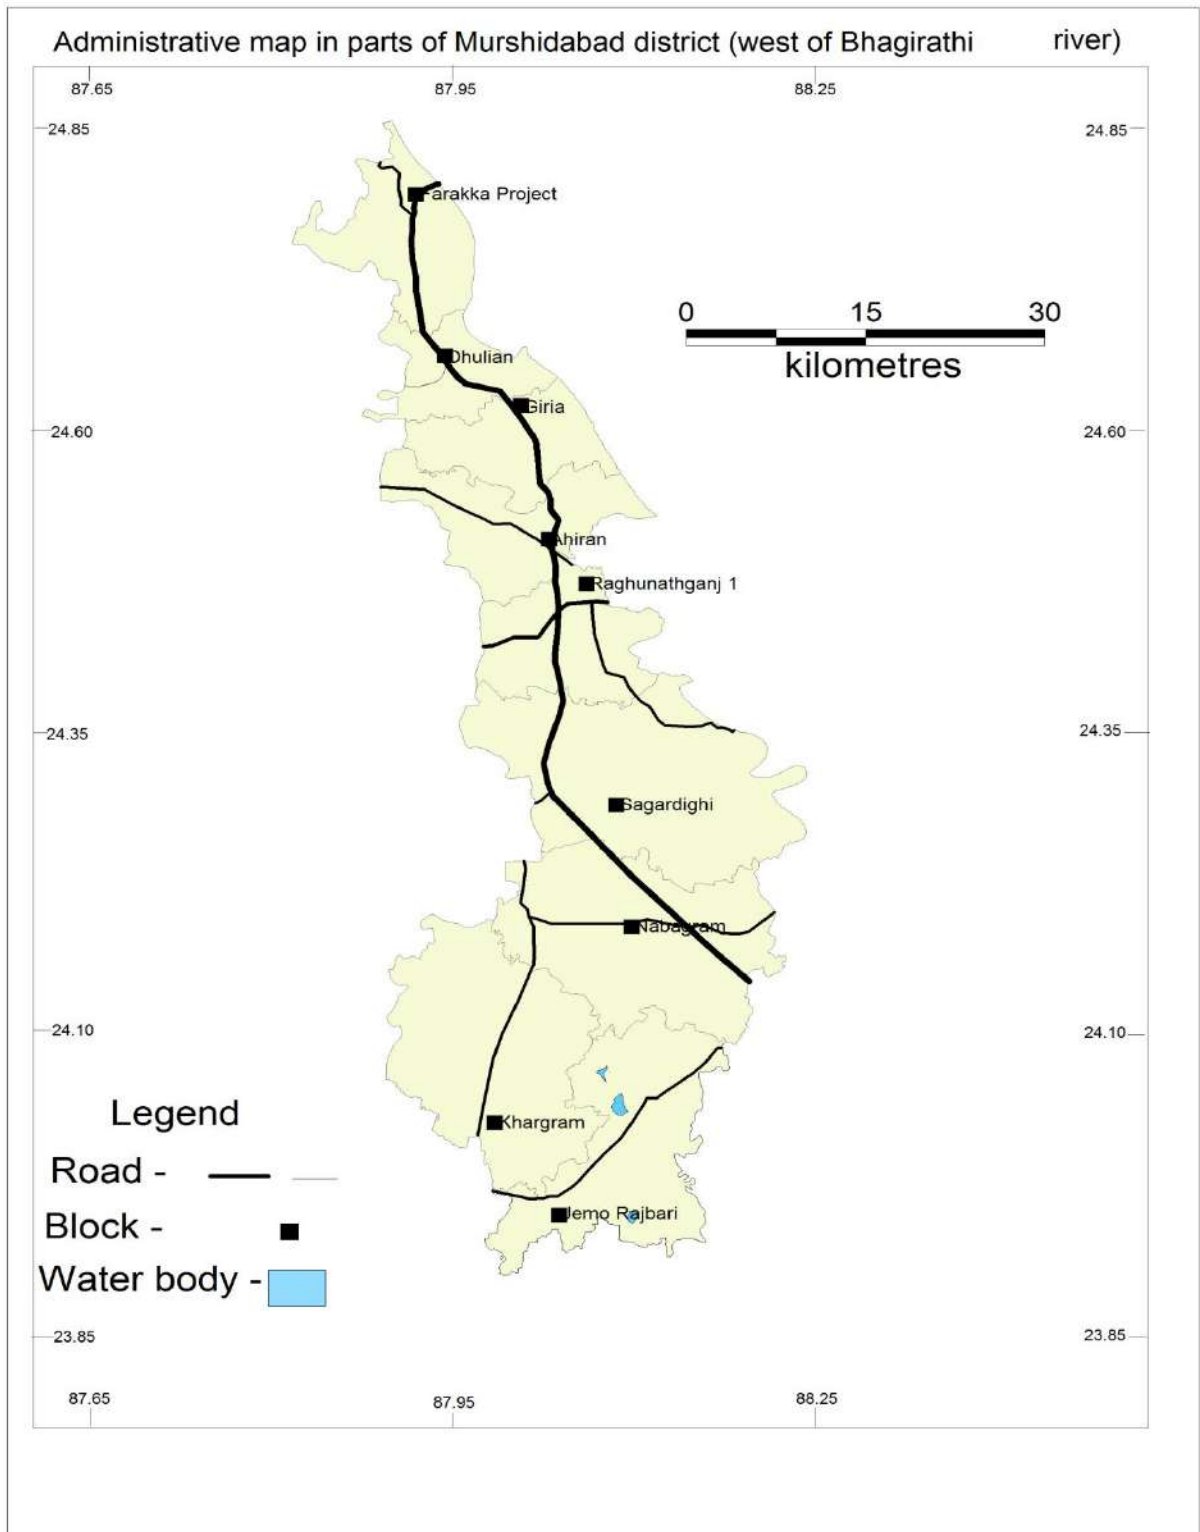 Administrative map in parts of Murshidabad district (west of Bhagirathi river)
87.65 87.95 88.25
24.85 24.85
Farakka Project
0 15 30
kilometres
Dhulian
Giria
24.60 24.60
Ahiran
Raghunathganj 1
24.35 24.35
Sagardighi
Nabagram
24.10 24.10
Legend
Khargram
Road -
Jemo Rajbari
Block -
Water body -
23.85 23.85
87.65 87.95 88.25